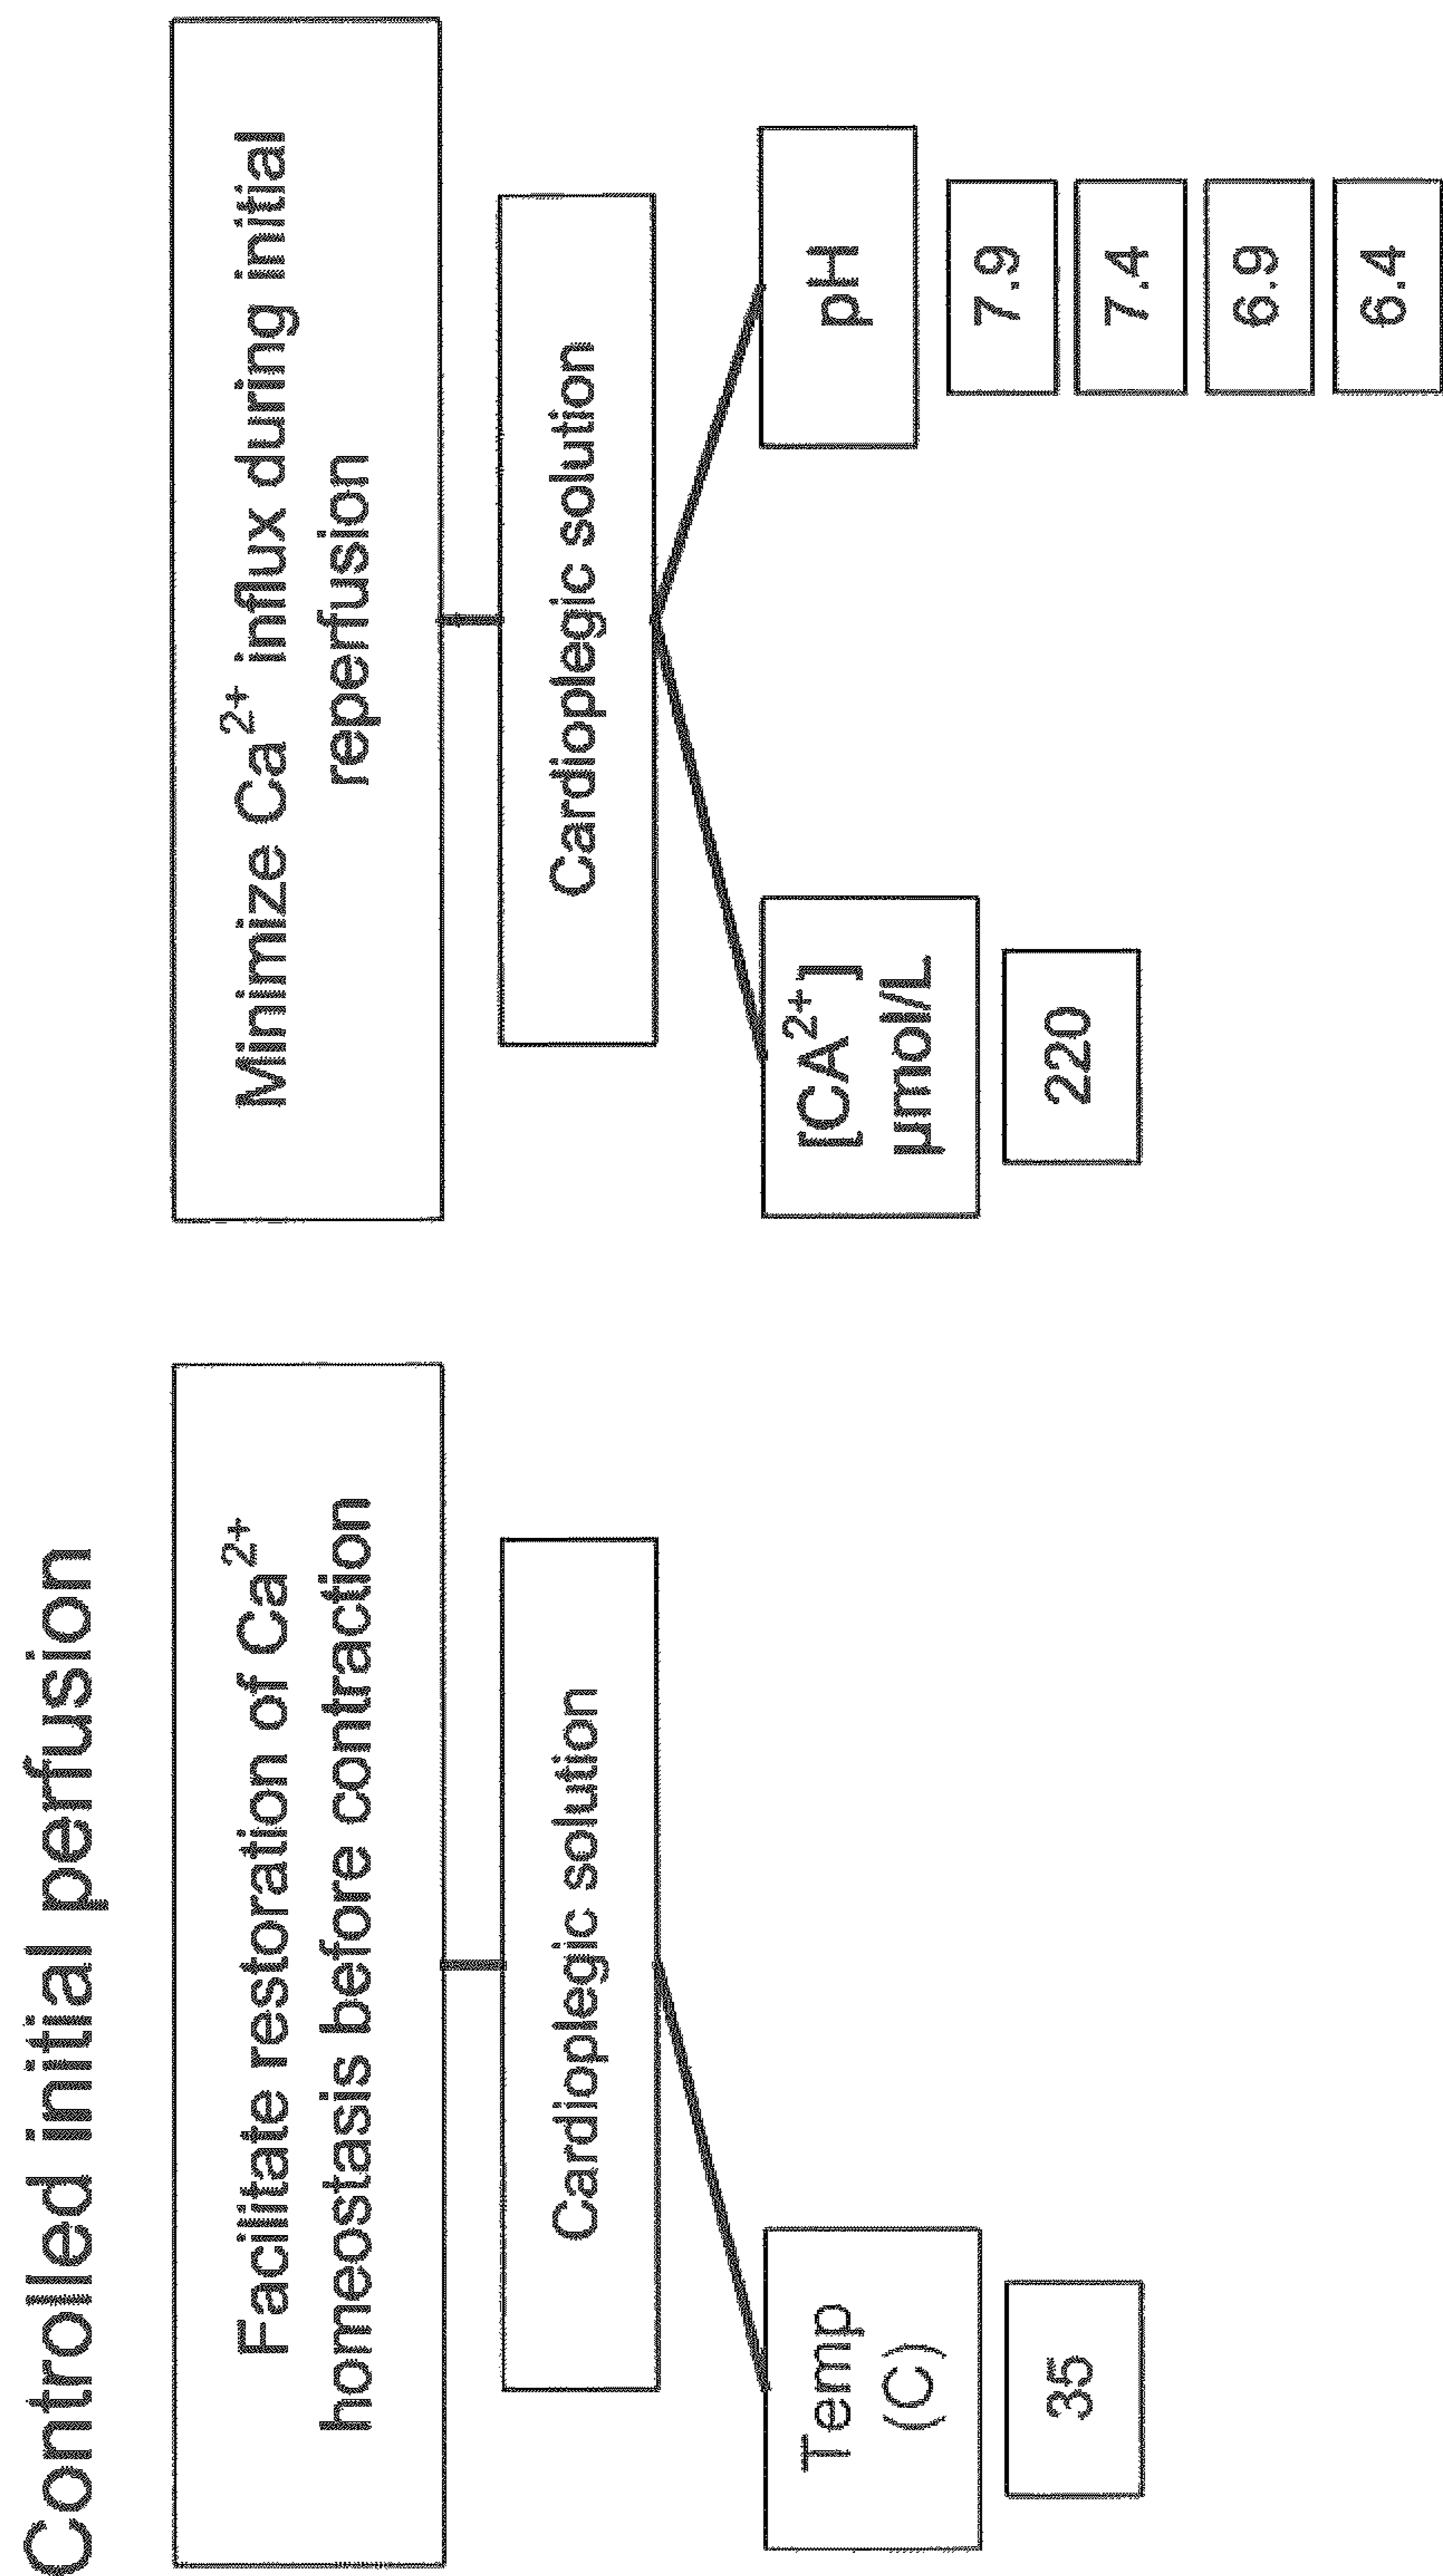 Controlled initial perfusion
Facilitate restoration of Ca²⁺
homeostasis before contraction
Cardioplegic solution
Temp
(C)
35
Minimize Ca²⁺ influx during initial
reperfusion
Cardioplegic solution
[CA²⁺]
µmol/L
220
pH
7.9
7.4
6.9
6.4